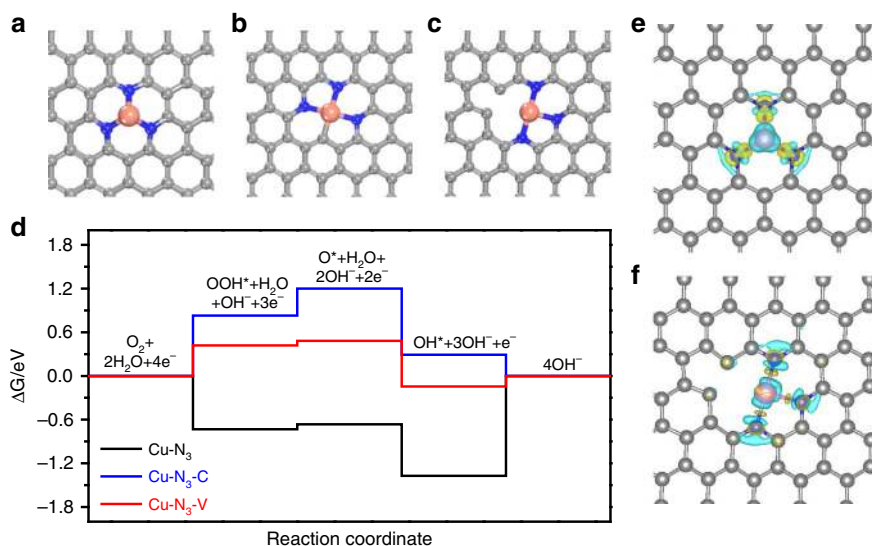 a
b
c
e
d
1.8
1.2
0.6
0.0
−0.6
−1.2
−1.8
ΔG/eV
O₂+
2H₂O+4e⁻
OOH*+H₂O
+OH⁻+3e⁻
O*+H₂O+
2OH⁻+2e⁻
OH*+3OH⁻+e⁻
4OH⁻
Cu-N₃
Cu-N₃-C
Cu-N₃-V
Reaction coordinate
f